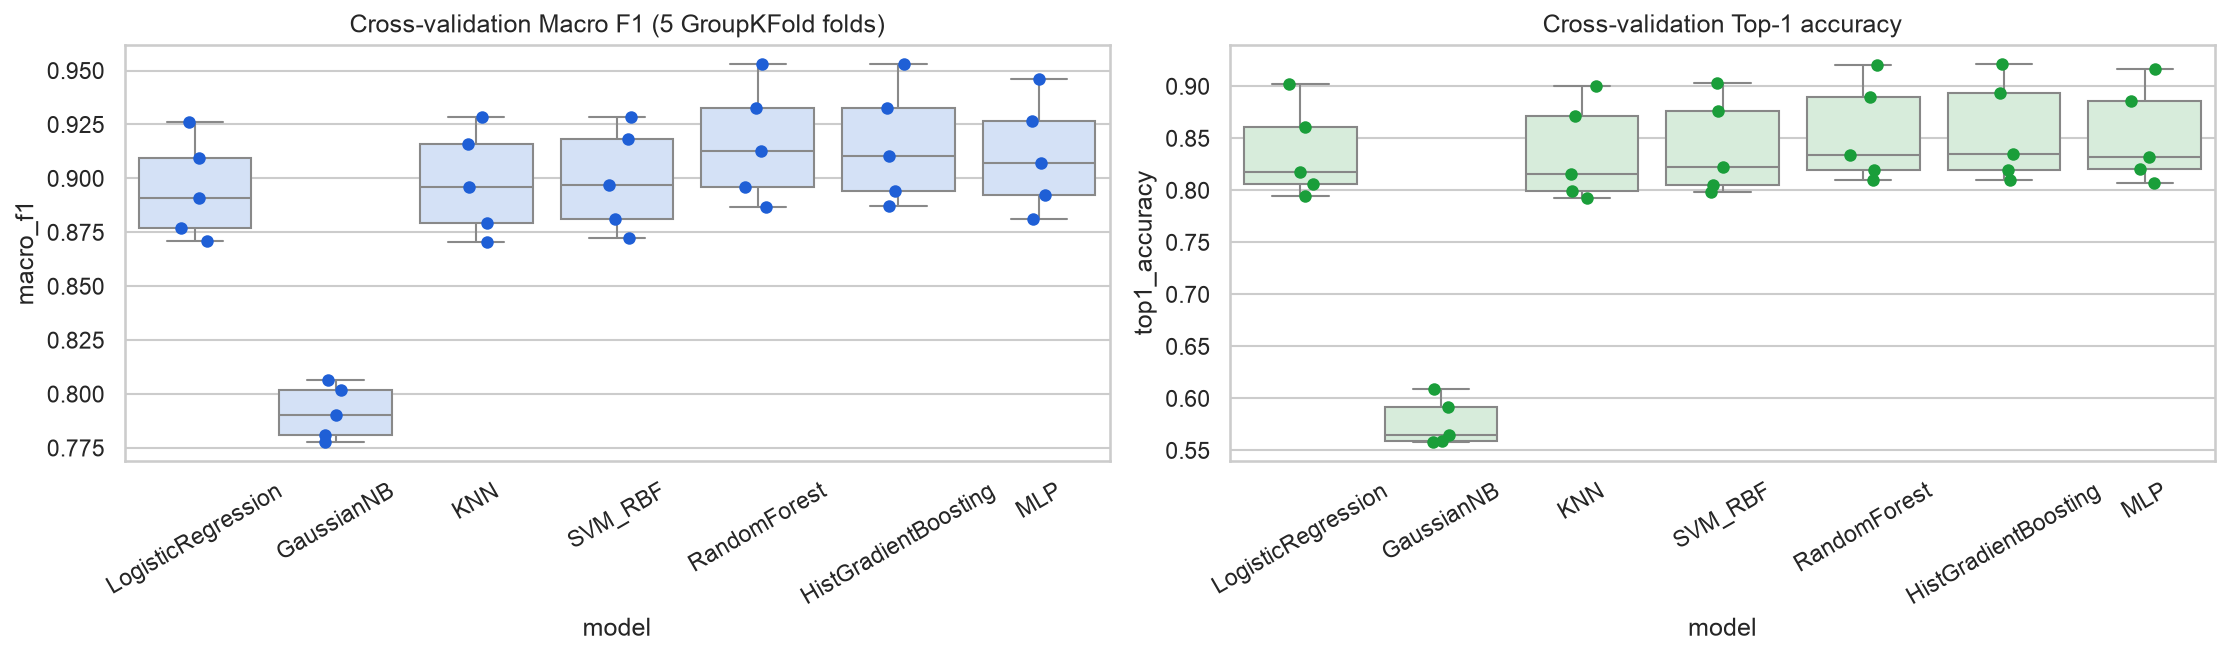 Cross-validation Macro F1 (5 GroupKFold folds)
macro_f1
0.950
0.925
0.900
0.875
0.850
0.825
0.800
0.775
LogisticRegression
GaussianNB
KNN
SVM_RBF
RandomForest
HistGradientBoosting
MLP
model
Cross-validation Top-1 accuracy
top1_accuracy
0.90
0.85
0.80
0.75
0.70
0.65
0.60
0.55
LogisticRegression
GaussianNB
KNN
SVM_RBF
RandomForest
HistGradientBoosting
MLP
model